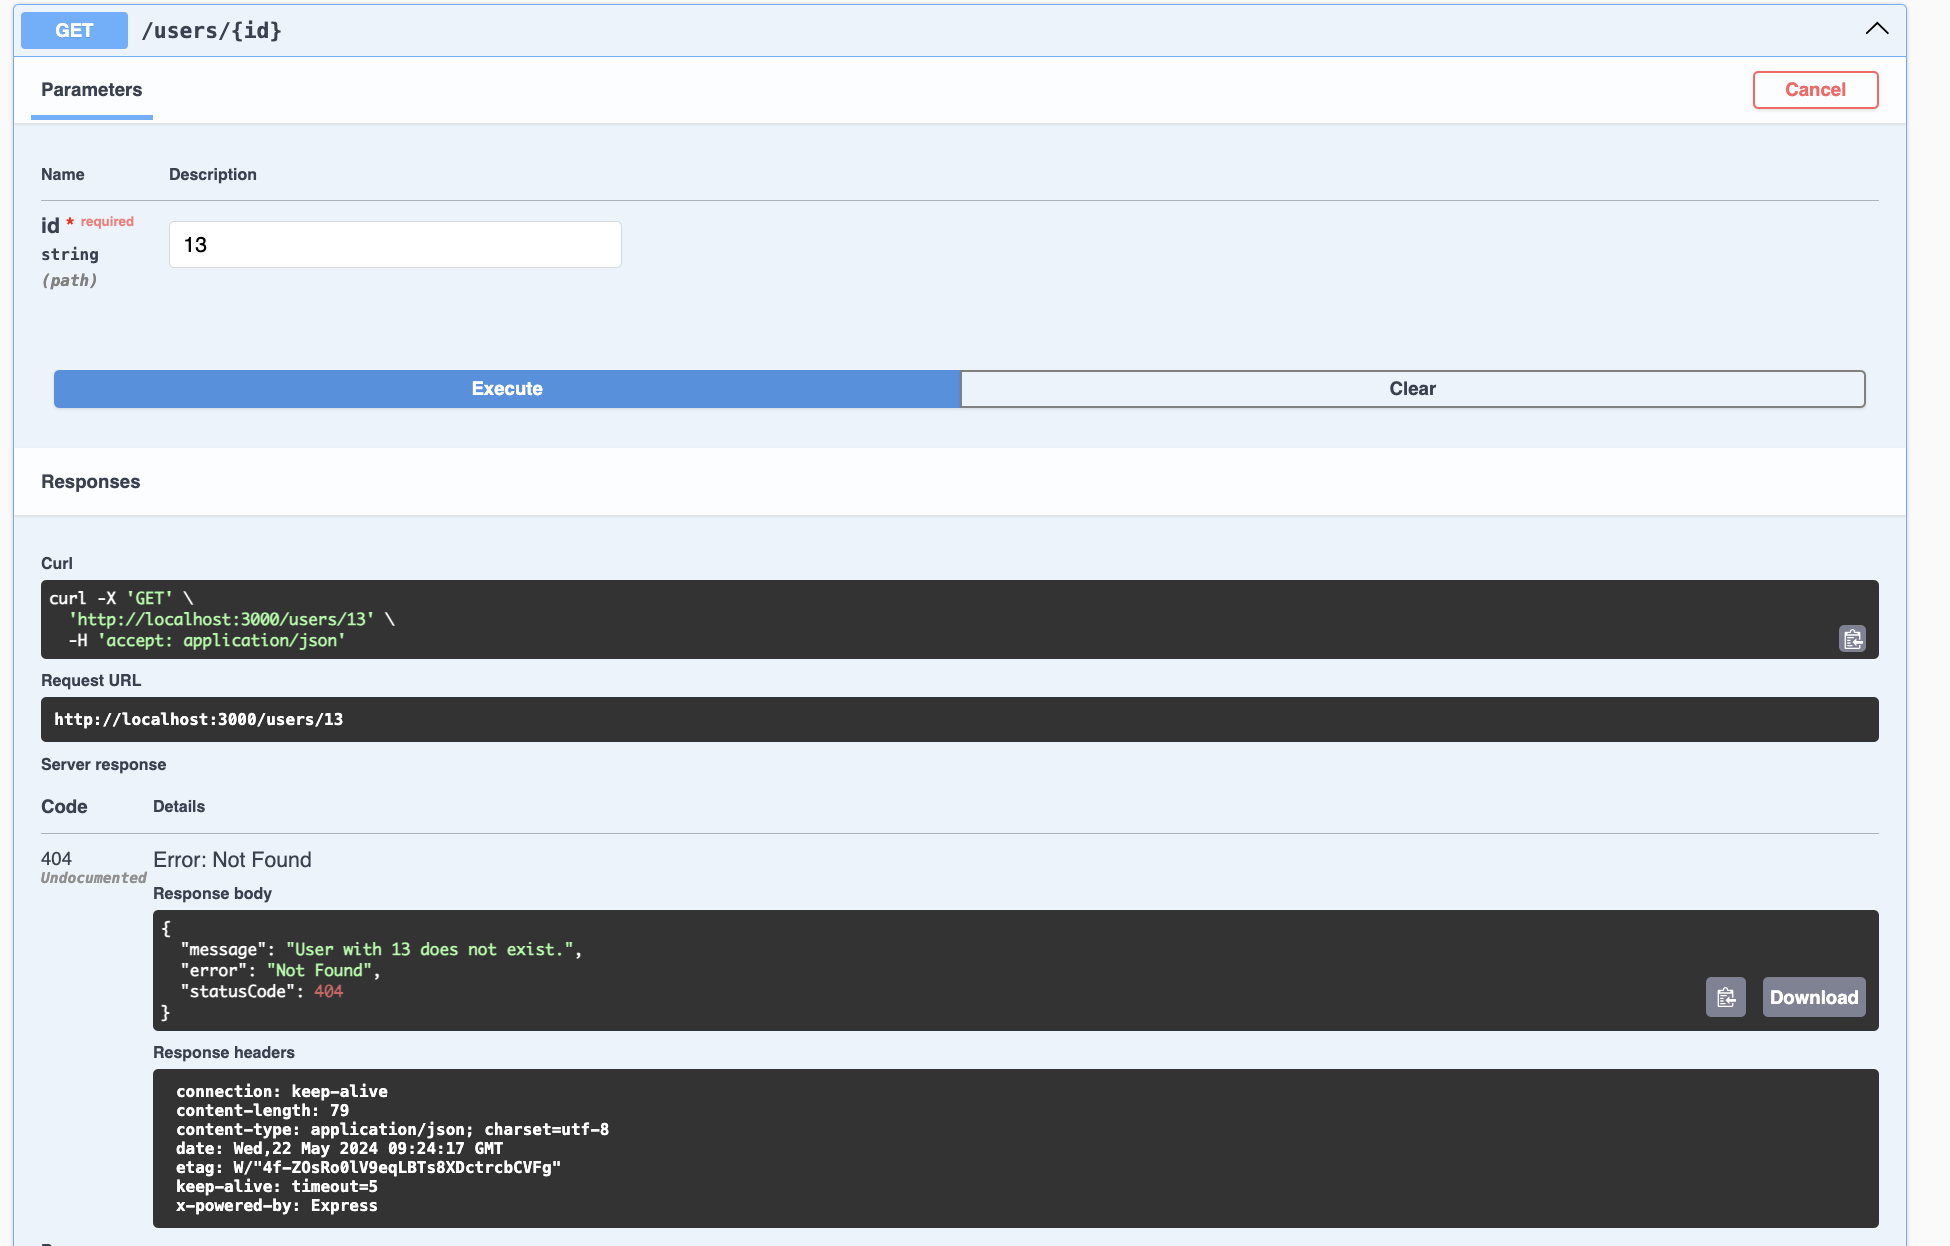 GET /users/{id}
Parameters
Cancel
Name Description
id * required
string
(path)
13
Execute
Clear
Responses
Curl
curl -X 'GET' \
'http://localhost:3000/users/13' \
-H 'accept: application/json'
Request URL
http://localhost:3000/users/13
Server response
Code Details
404
Undocumented
Error: Not Found
Response body
{
"message": "User with 13 does not exist.",
"error": "Not Found",
"statusCode": 404
}
Download
Response headers
connection: keep-alive
content-length: 79
content-type: application/json; charset=utf-8
date: Wed,22 May 2024 09:24:17 GMT
etag: W/"4f-ZOsRo0lV9eqLBTs8XDctrcbCVFg"
keep-alive: timeout=5
x-powered-by: Express